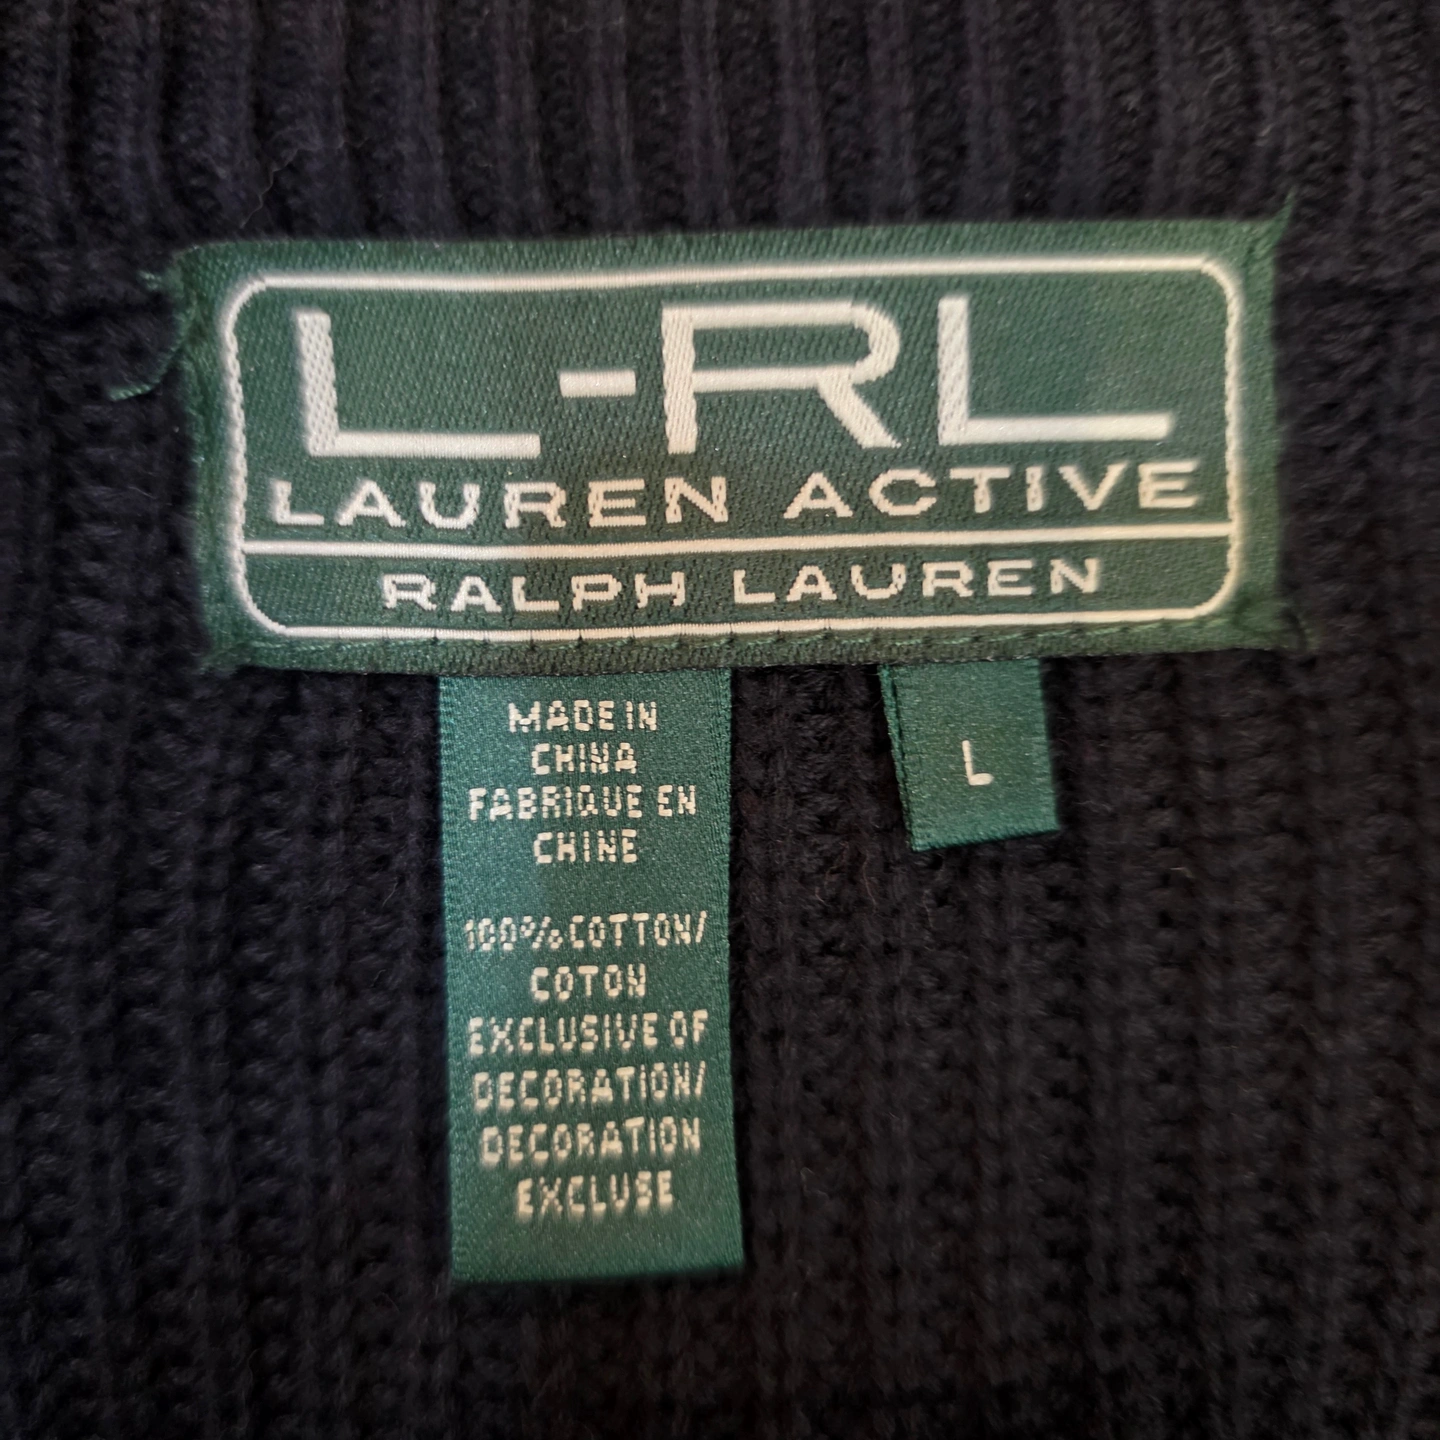 L-RL
LAUREN ACTIVE
RALPH LAUREN
MADE IN
CHINA
FABRIQUE EN
CHINE
100% COTTON/
COTON
EXCLUSIVE OF
DECORATION/
DECORATION
EXCLUSE
L